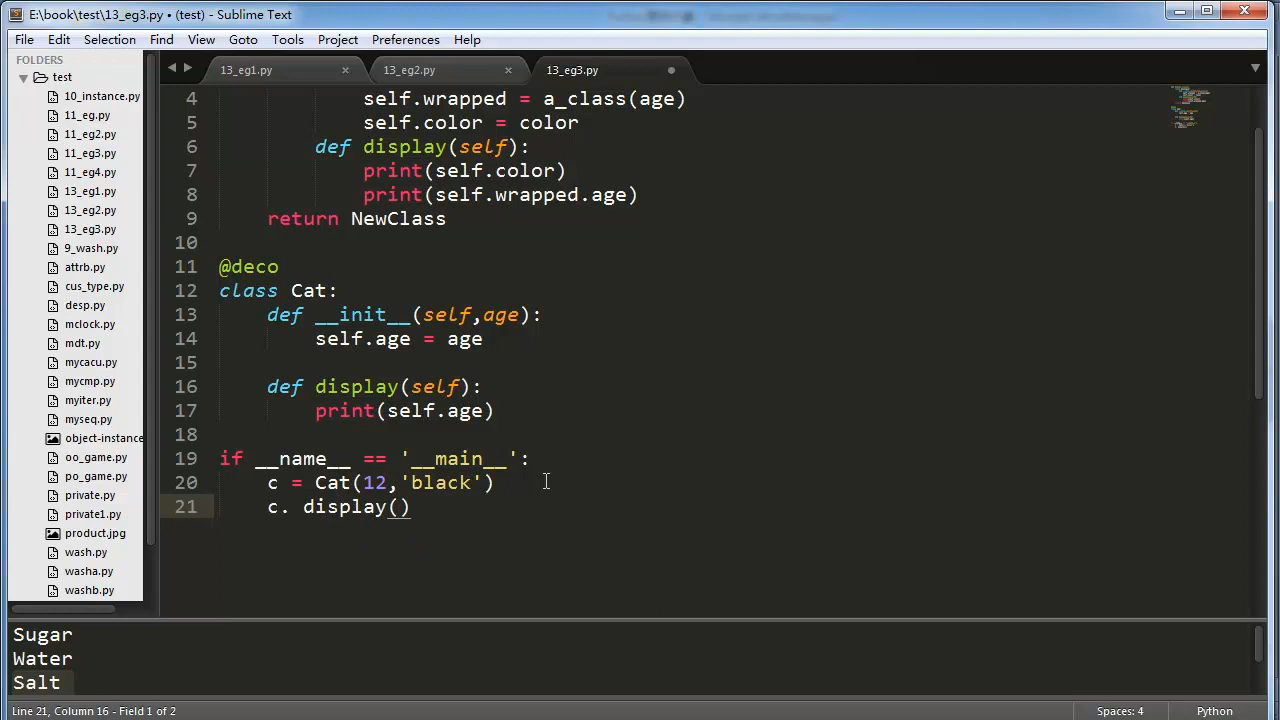 E:\book\test\13_eg3.py • (test) - Sublime Text
File Edit Selection Find View Goto Tools Project Preferences Help
FOLDERS
test
10_instance.py
11_eg.py
11_eg2.py
11_eg3.py
11_eg4.py
13_eg1.py
13_eg2.py
13_eg3.py
9_wash.py
attrb.py
cus_type.py
desp.py
mclock.py
mdt.py
mycacu.py
mycmp.py
myiter.py
myseq.py
object-instance
oo_game.py
po_game.py
private.py
private1.py
product.jpg
wash.py
washa.py
washb.py
13_eg1.py 13_eg2.py 13_eg3.py
4 self.wrapped = a_class(age)
5 self.color = color
6 def display(self):
7 print(self.color)
8 print(self.wrapped.age)
9 return NewClass
10
11 @deco
12 class Cat:
13 def __init__(self,age):
14 self.age = age
15
16 def display(self):
17 print(self.age)
18
19 if __name__ == '__main__':
20 c = Cat(12,'black')
21 c. display()
Sugar
Water
Salt
Line 21, Column 16 - Field 1 of 2 Spaces: 4 Python